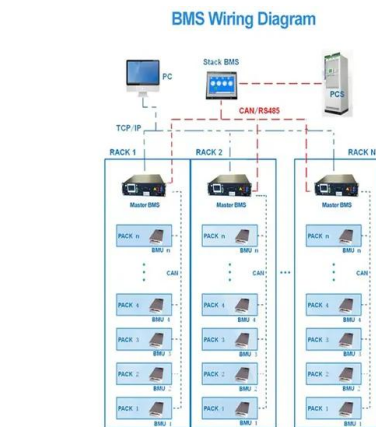 BMS Wiring Diagram
Stack BMS
PC
PCS
CAN/RS485
TCP/IP
RACK 1
RACK 2
RACK N
Master BMS
Master BMS
Master BMS
PACK n
PACK n
PACK n
BMU n
BMU n
BMU n
CAN
CAN
CAN
PACK 4
PACK 4
PACK 4
BMU 4
BMU 4
BMU 4
PACK 3
PACK 3
PACK 3
BMU 3
BMU 3
BMU 3
PACK 2
PACK 2
PACK 2
BMU 2
BMU 2
BMU 2
PACK 1
PACK 1
PACK 1
BMU 1
BMU 1
BMU 1